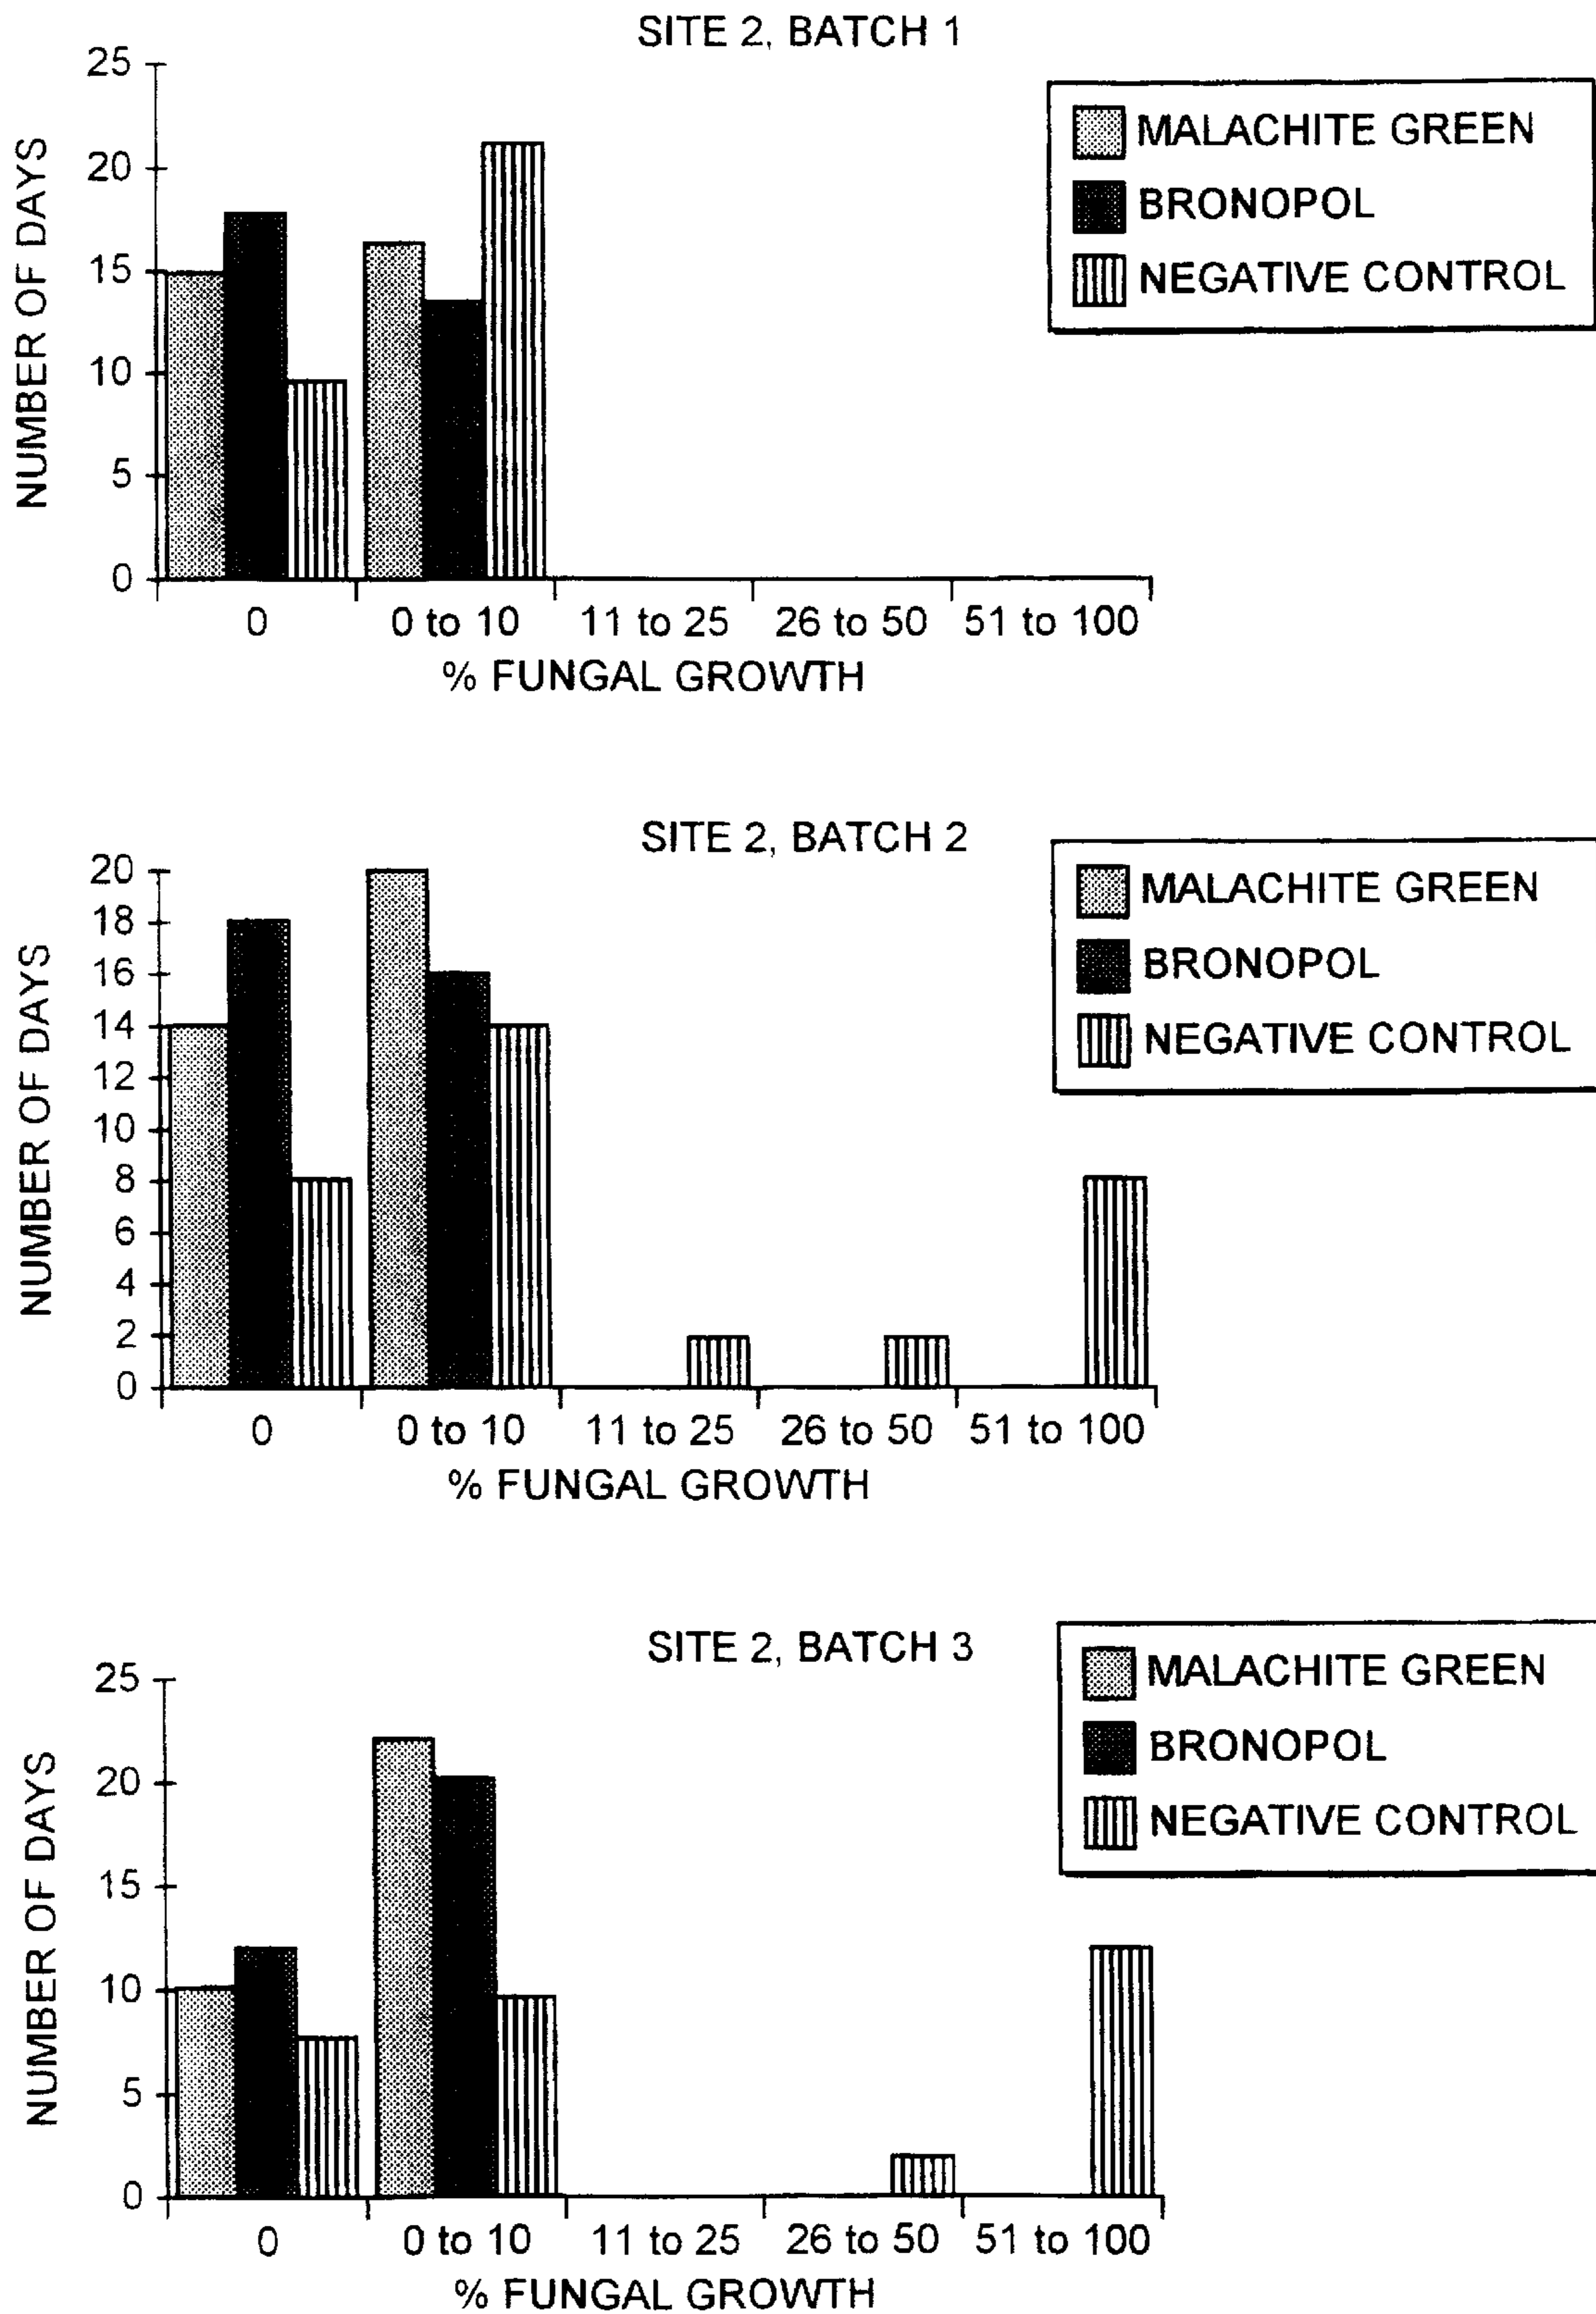 SITE 2, BATCH 1
25
20
15
10
5
0
NUMBER OF DAYS
MALACHITE GREEN
BRONOPOL
NEGATIVE CONTROL
0 0 to 10 11 to 25 26 to 50 51 to 100
% FUNGAL GROWTH
SITE 2, BATCH 2
20
18
16
14
12
10
8
6
4
2
0
NUMBER OF DAYS
MALACHITE GREEN
BRONOPOL
NEGATIVE CONTROL
0 0 to 10 11 to 25 26 to 50 51 to 100
% FUNGAL GROWTH
SITE 2, BATCH 3
25
20
15
10
5
0
NUMBER OF DAYS
MALACHITE GREEN
BRONOPOL
NEGATIVE CONTROL
0 0 to 10 11 to 25 26 to 50 51 to 100
% FUNGAL GROWTH